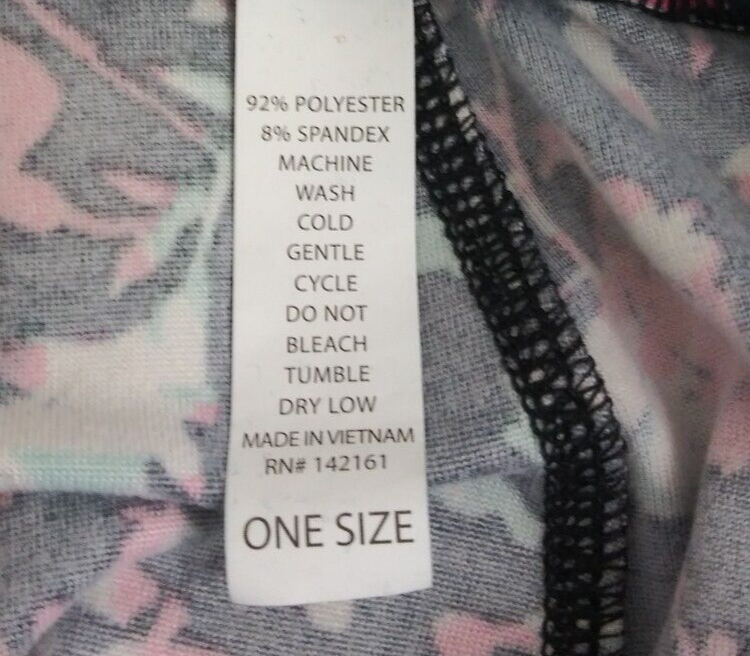 92% POLYESTER
8% SPANDEX
MACHINE
WASH
COLD
GENTLE
CYCLE
DO NOT
BLEACH
TUMBLE
DRY LOW
MADE IN VIETNAM
RN# 142161
ONE SIZE